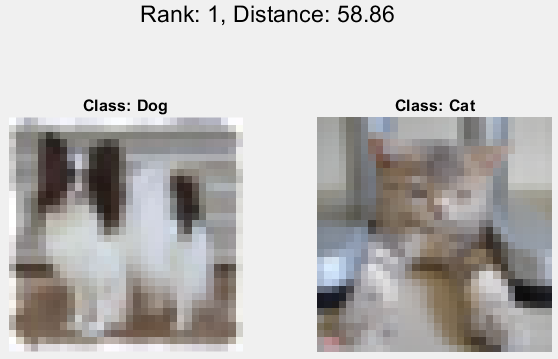 Rank: 1, Distance: 58.86
Class: Dog
Class: Cat